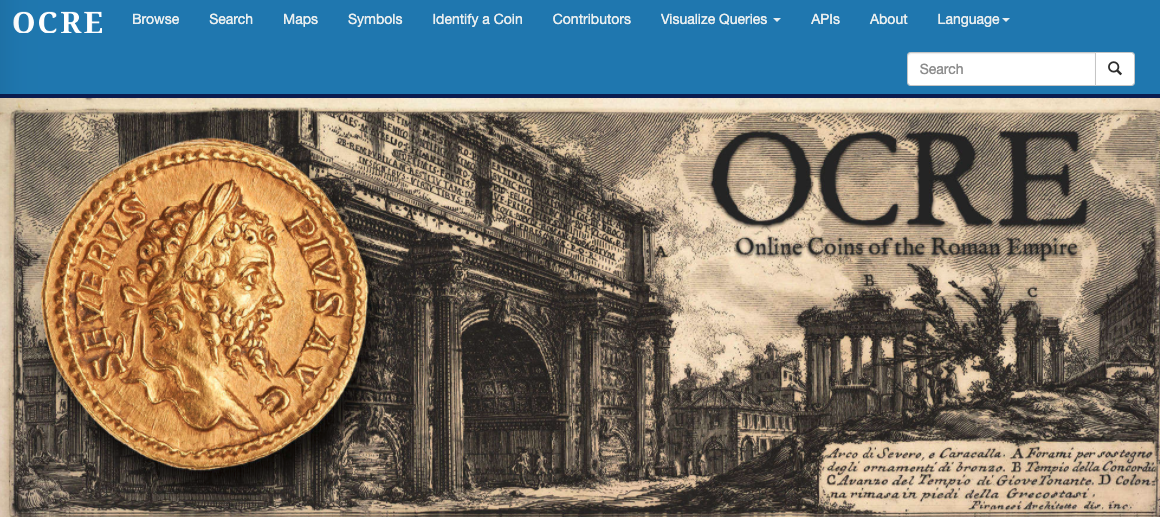 OCRE
Browse Search Maps Symbols Identify a Coin Contributors Visualize Queries APIs About Language
Search
SEVERVS PIVS AVG
OCRE
Online Coins of the Roman Empire
A
B
C
Arco di Severo, e Caracalla. A Forami per sostegno
degli ornamenti di bronzo. B Tempio della Concordia
C Avanzo del Tempio di Giove Tonante. D Colon-
na rimasa in piedi della Grecostasi.
Piranesi Architetto dis. inc.